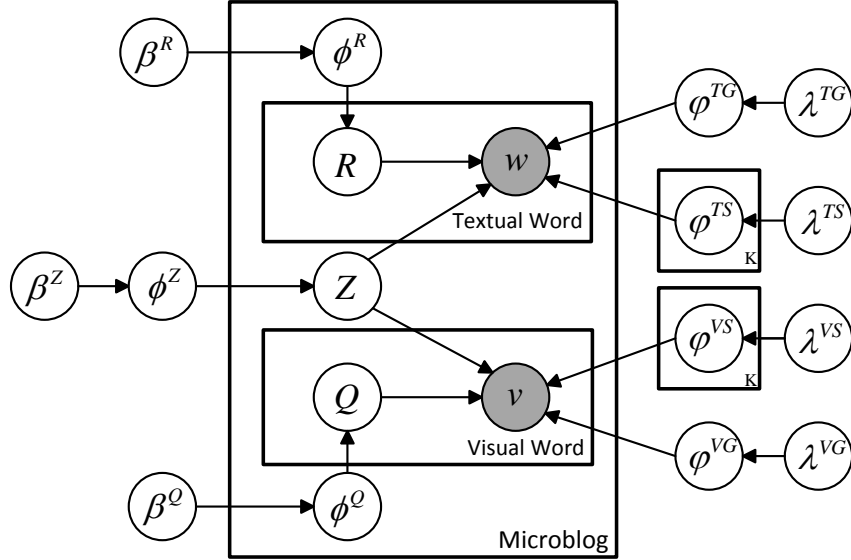 β^R
ϕ^R
φ^TG
λ^TG
R
w
Textual Word
φ^TS
λ^TS
K
β^Z
ϕ^Z
Z
φ^VS
λ^VS
K
Q
v
Visual Word
φ^VG
λ^VG
β^Q
ϕ^Q
Microblog